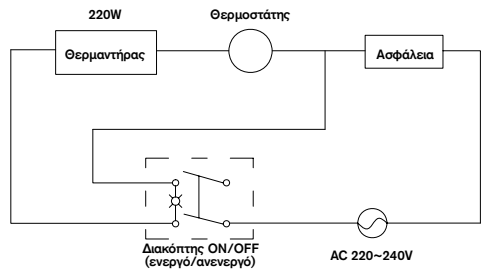 220W
Θερμοστάτης
Θερμαντήρας
Ασφάλεια
Διακόπτης ON/OFF
(ενεργό/ανενεργό)
AC 220~240V